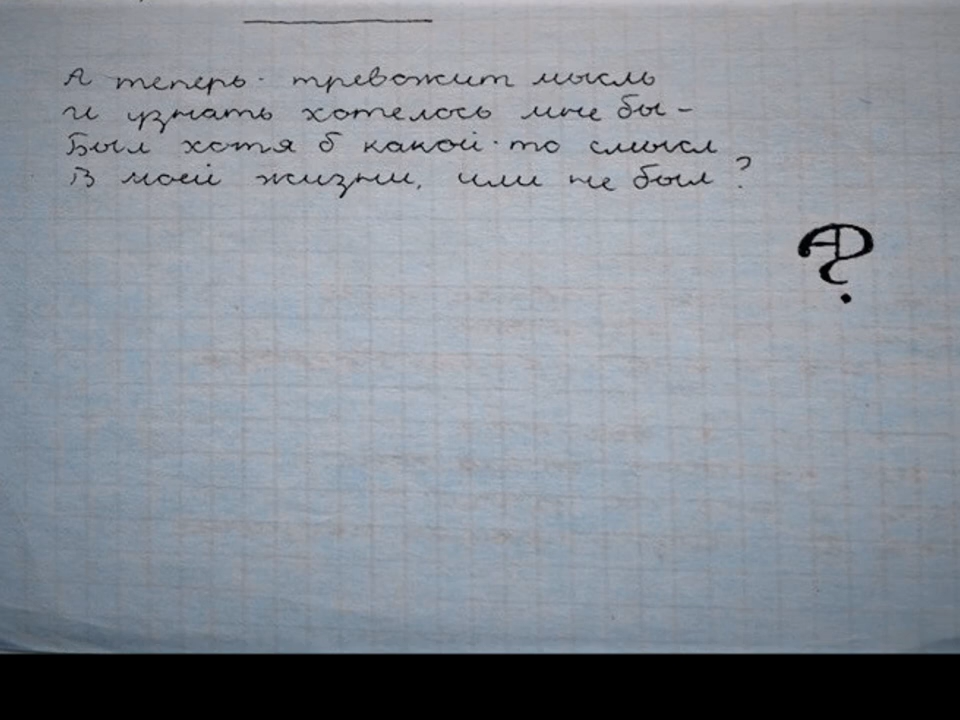 А теперь тревожит мысль
И узнать хотелось мне бы –
Был хотя б какой-то смысл
В моей жизни, или не был?